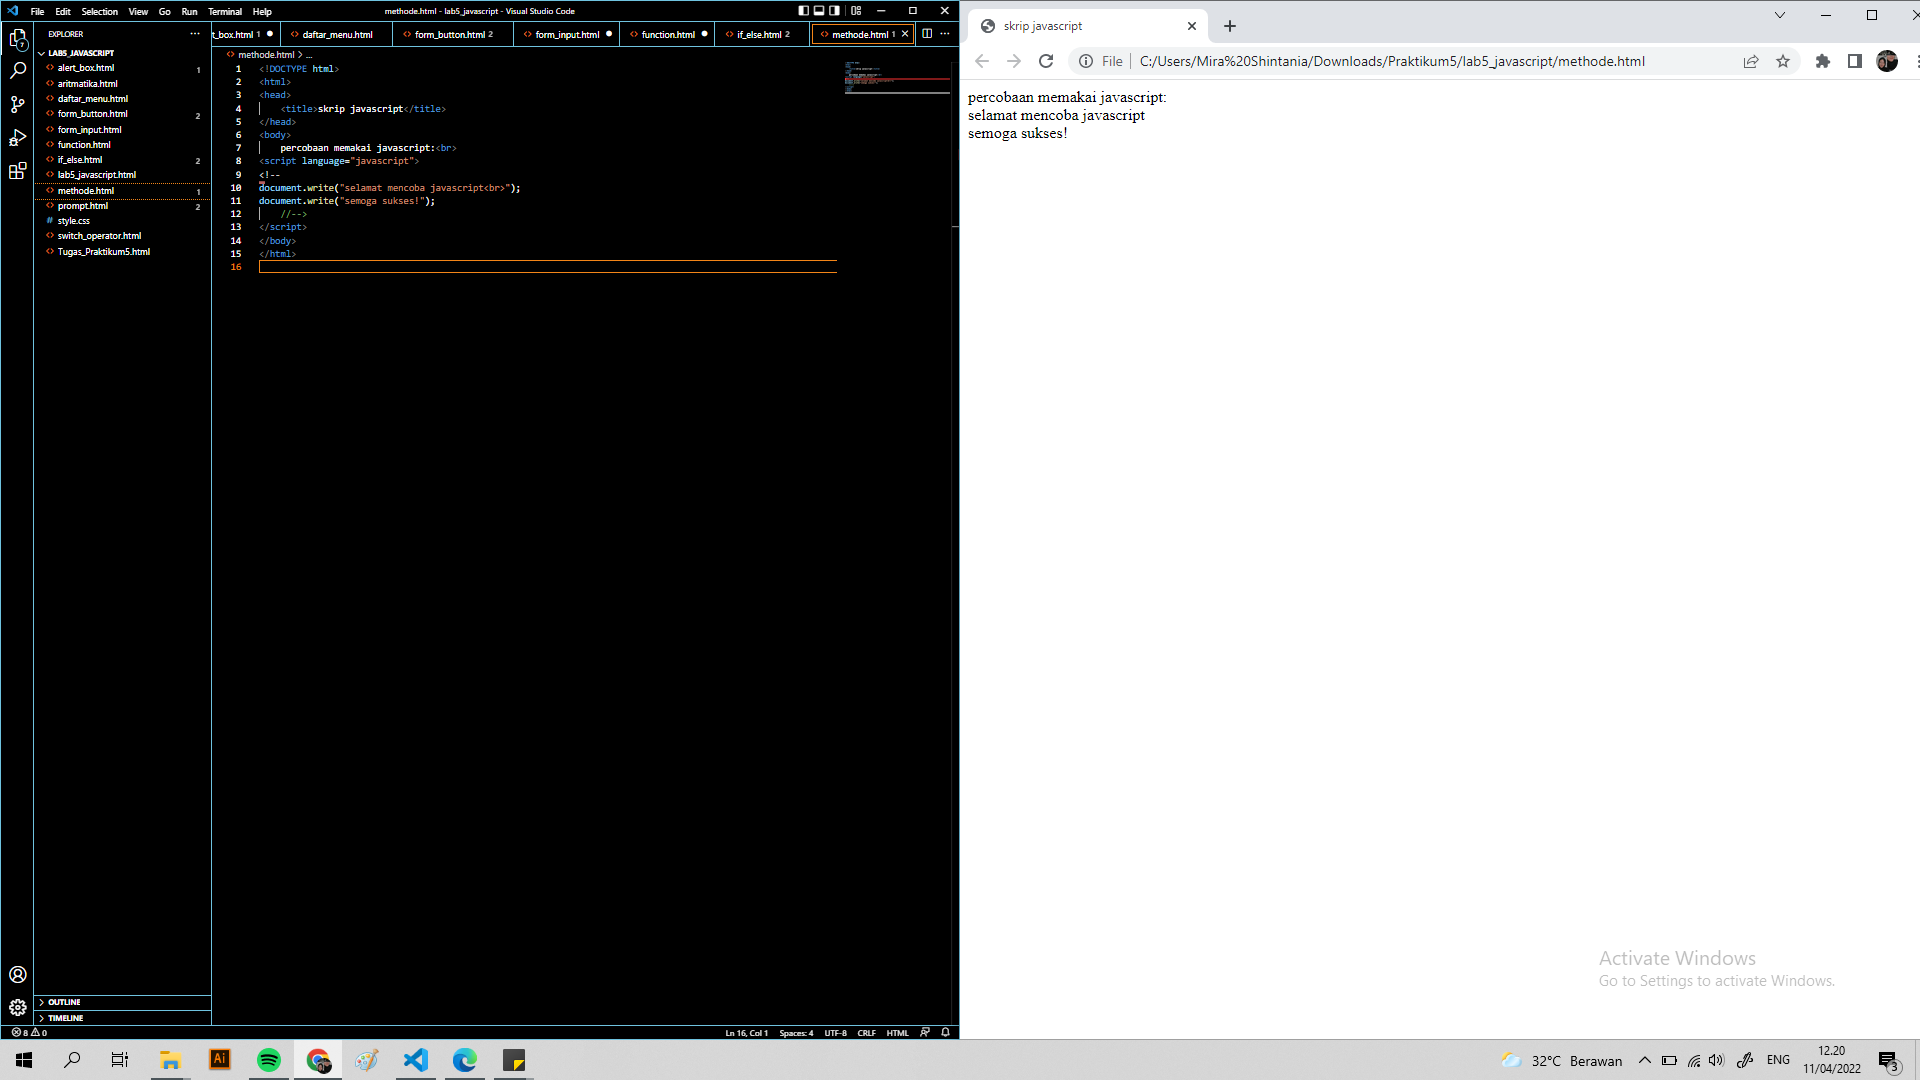 File Edit Selection View Go Run Terminal Help
methode.html - lab5_javascript - Visual Studio Code
EXPLORER
LAB5_JAVASCRIPT
alert_box.html 1
aritmatika.html
daftar_menu.html
form_button.html 2
form_input.html
function.html
if_else.html 2
lab5_javascript.html
methode.html 1
prompt.html 2
style.css
switch_operator.html
Tugas_Praktikum5.html
OUTLINE
TIMELINE
7
t_box.html 1 daftar_menu.html form_button.html 2 form_input.html function.html if_else.html 2 methode.html 1
methode.html > ...
1 <!DOCTYPE html>
2 <html>
3 <head>
4 <title>skrip javascript</title>
5 </head>
6 <body>
7 percobaan memakai javascript:<br>
8 <script language="javascript">
9 <!--
10 document.write("selamat mencoba javascript<br>");
11 document.write("semoga sukses!");
12 //-->
13 </script>
14 </body>
15 </html>
16
8 0 Ln 16, Col 1 Spaces: 4 UTF-8 CRLF HTML
skrip javascript
File C:/Users/Mira%20Shintania/Downloads/Praktikum5/lab5_javascript/methode.html
percobaan memakai javascript:
selamat mencoba javascript
semoga sukses!
Activate Windows
Go to Settings to activate Windows.
Ai
32°C Berawan ENG 12.20
11/04/2022
3